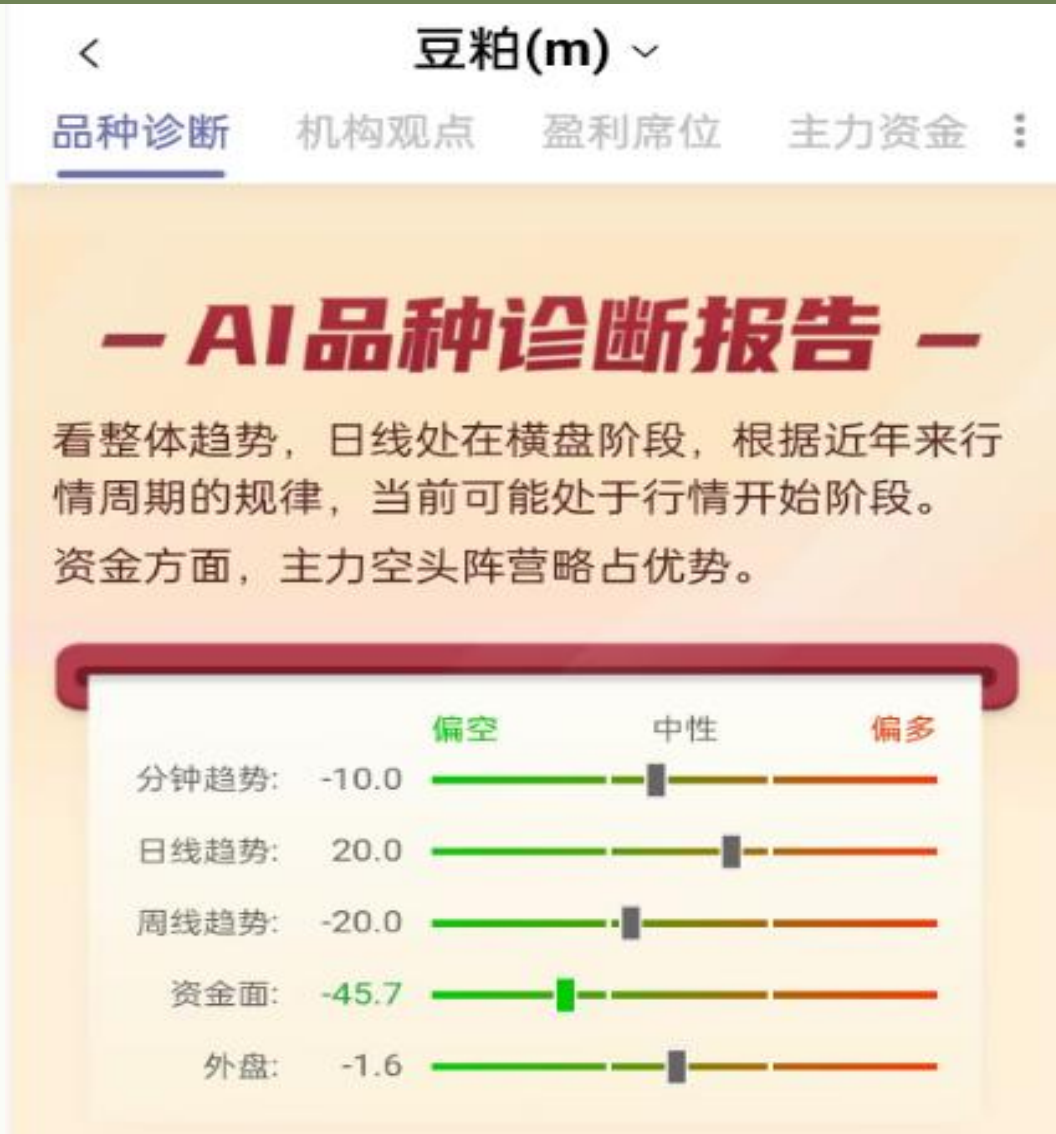 豆粕(m)
品种诊断 机构观点 盈利席位 主力资金
—AI品种诊断报告—
看整体趋势，日线处在横盘阶段，根据近年来行
情周期的规律，当前可能处于行情开始阶段。
资金方面，主力空头阵营略占优势。
偏空 中性 偏多
分钟趋势: -10.0
日线趋势: 20.0
周线趋势: -20.0
资金面: -45.7
外盘: -1.6